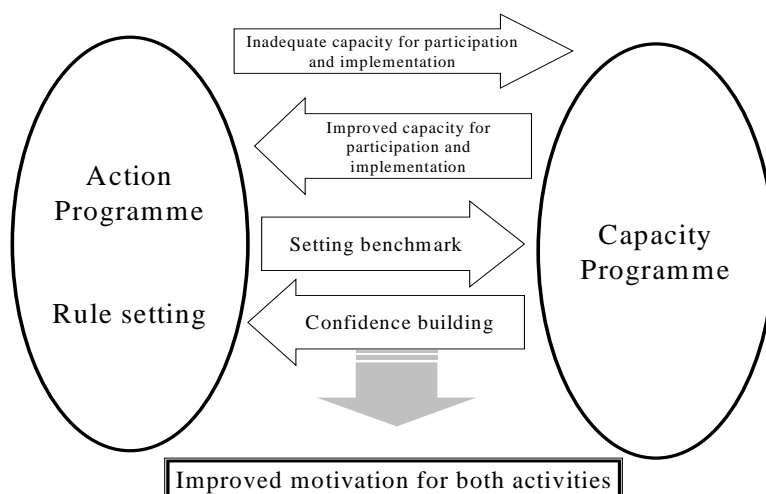 Inadequate capacity for participation
and implementation
Improved capacity for
participation and
implementation
Action
Programme
Rule setting
Setting benchmark
Confidence building
Capacity
Programme
Improved motivation for both activities